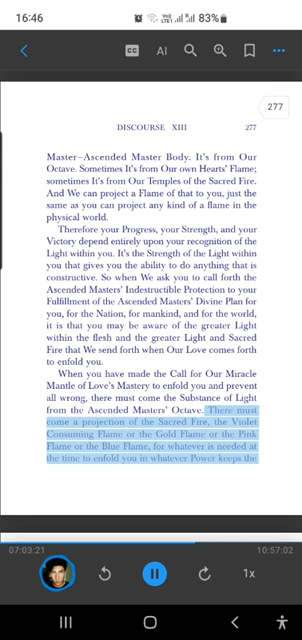 16:46
83%
CC AI
277
DISCOURSE XIII 277
Master–Ascended Master Body. It's from Our
Octave. Sometimes It's from Our own Hearts' Flame;
sometimes It's from Our Temples of the Sacred Fire.
And We can project a Flame of that to you, just the
same as you can project any kind of a flame in the
physical world.
Therefore your Progress, your Strength, and your
Victory depend entirely upon your recognition of the
Light within you. It's the Strength of the Light within
you that gives you the ability to do anything that is
constructive. So when We ask you to call forth the
Ascended Masters' Indestructible Protection to your
Fulfillment of the Ascended Masters' Divine Plan for
you, for the Nation, for mankind, and for the world,
it is that you may be aware of the greater Light
within the flesh and the greater Light and Sacred
Fire that We send forth when Our Love comes forth
to enfold you.
When you have made the Call for Our Miracle
Mantle of Love's Mastery to enfold you and prevent
all wrong, there must come the Substance of Light
from the Ascended Masters' Octave. There must
come a projection of the Sacred Fire, the Violet
Consuming Flame or the Gold Flame or the Pink
Flame or the Blue Flame, for whatever is needed at
the time to enfold you in whatever Power keeps the
07:03:21 10:57:02
1x